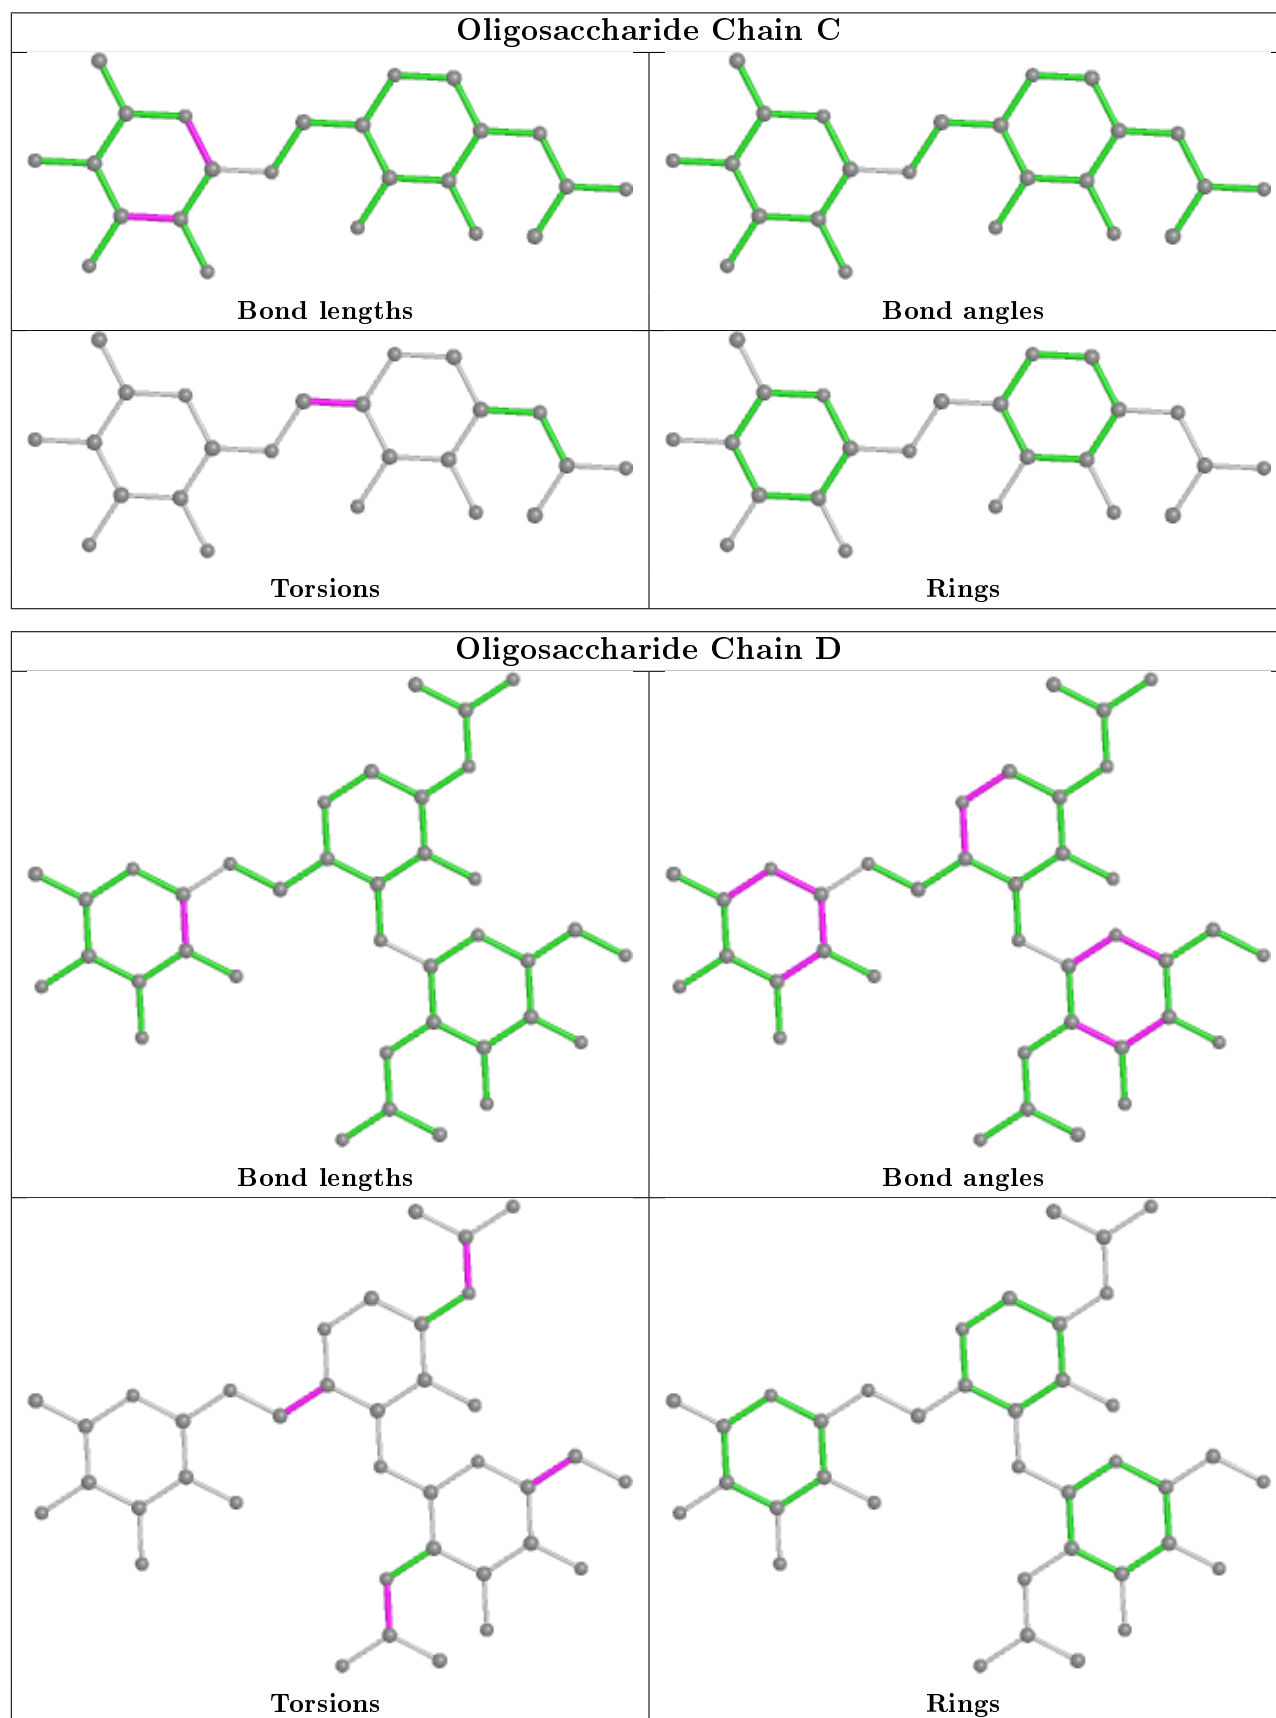 Oligosaccharide Chain C
Bond lengths
Bond angles
Torsions
Rings
Oligosaccharide Chain D
Bond lengths
Bond angles
Torsions
Rings